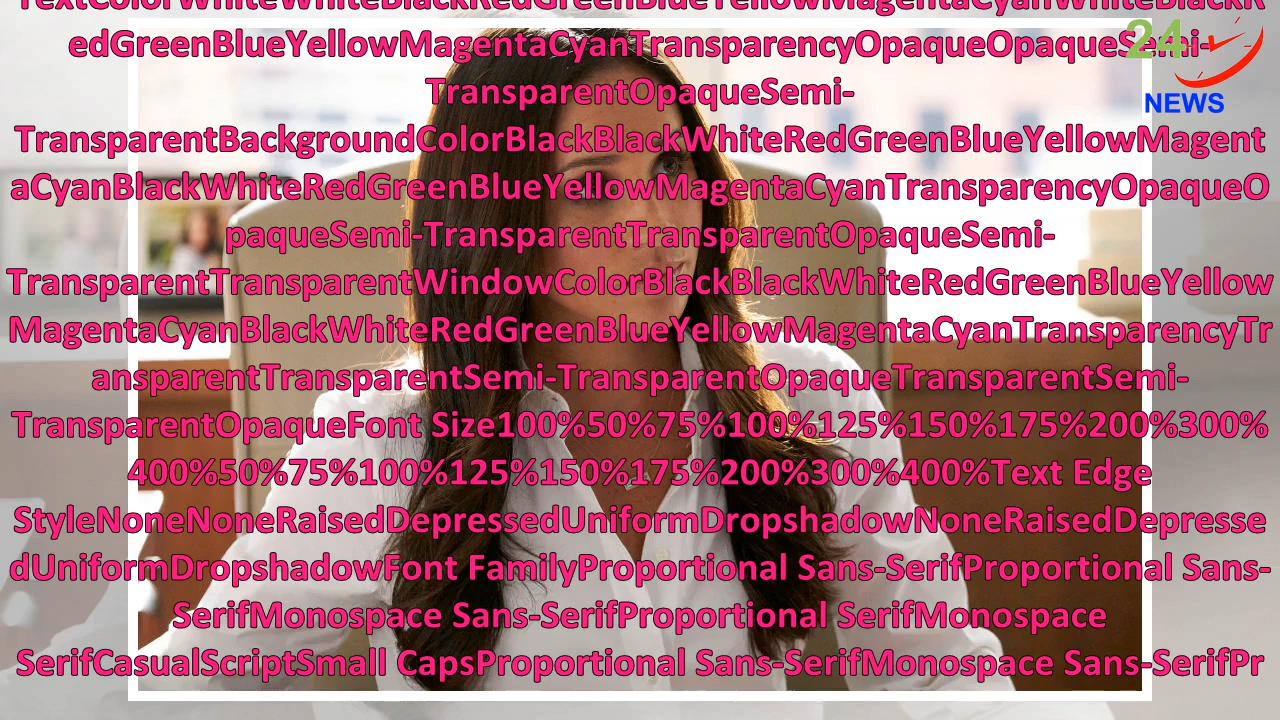 TextColorWhiteWhiteBlackRedGreenBlueYellowMagentaCyanWhiteBlackR
edGreenBlueYellowMagentaCyanTransparencyOpaqueOpaqueSemi-
TransparentOpaqueSemi-
TransparentBackgroundColorBlackBlackWhiteRedGreenBlueYellowMagent
aCyanBlackWhiteRedGreenBlueYellowMagentaCyanTransparencyOpaqueO
paqueSemi-TransparentTransparentOpaqueSemi-
TransparentTransparentWindowColorBlackBlackWhiteRedGreenBlueYellow
MagentaCyanBlackWhiteRedGreenBlueYellowMagentaCyanTransparencyTr
ansparentTransparentSemi-TransparentOpaqueTransparentSemi-
TransparentOpaqueFont Size100%50%75%100%125%150%175%200%300%
400%50%75%100%125%150%175%200%300%400%Text Edge
StyleNoneNoneRaisedDepressedUniformDropshadowNoneRaisedDepresse
dUniformDropshadowFont FamilyProportional Sans-SerifProportional Sans-
SerifMonospace Sans-SerifProportional SerifMonospace
SerifCasualScriptSmall CapsProportional Sans-SerifMonospace Sans-SerifPr
24
NEWS